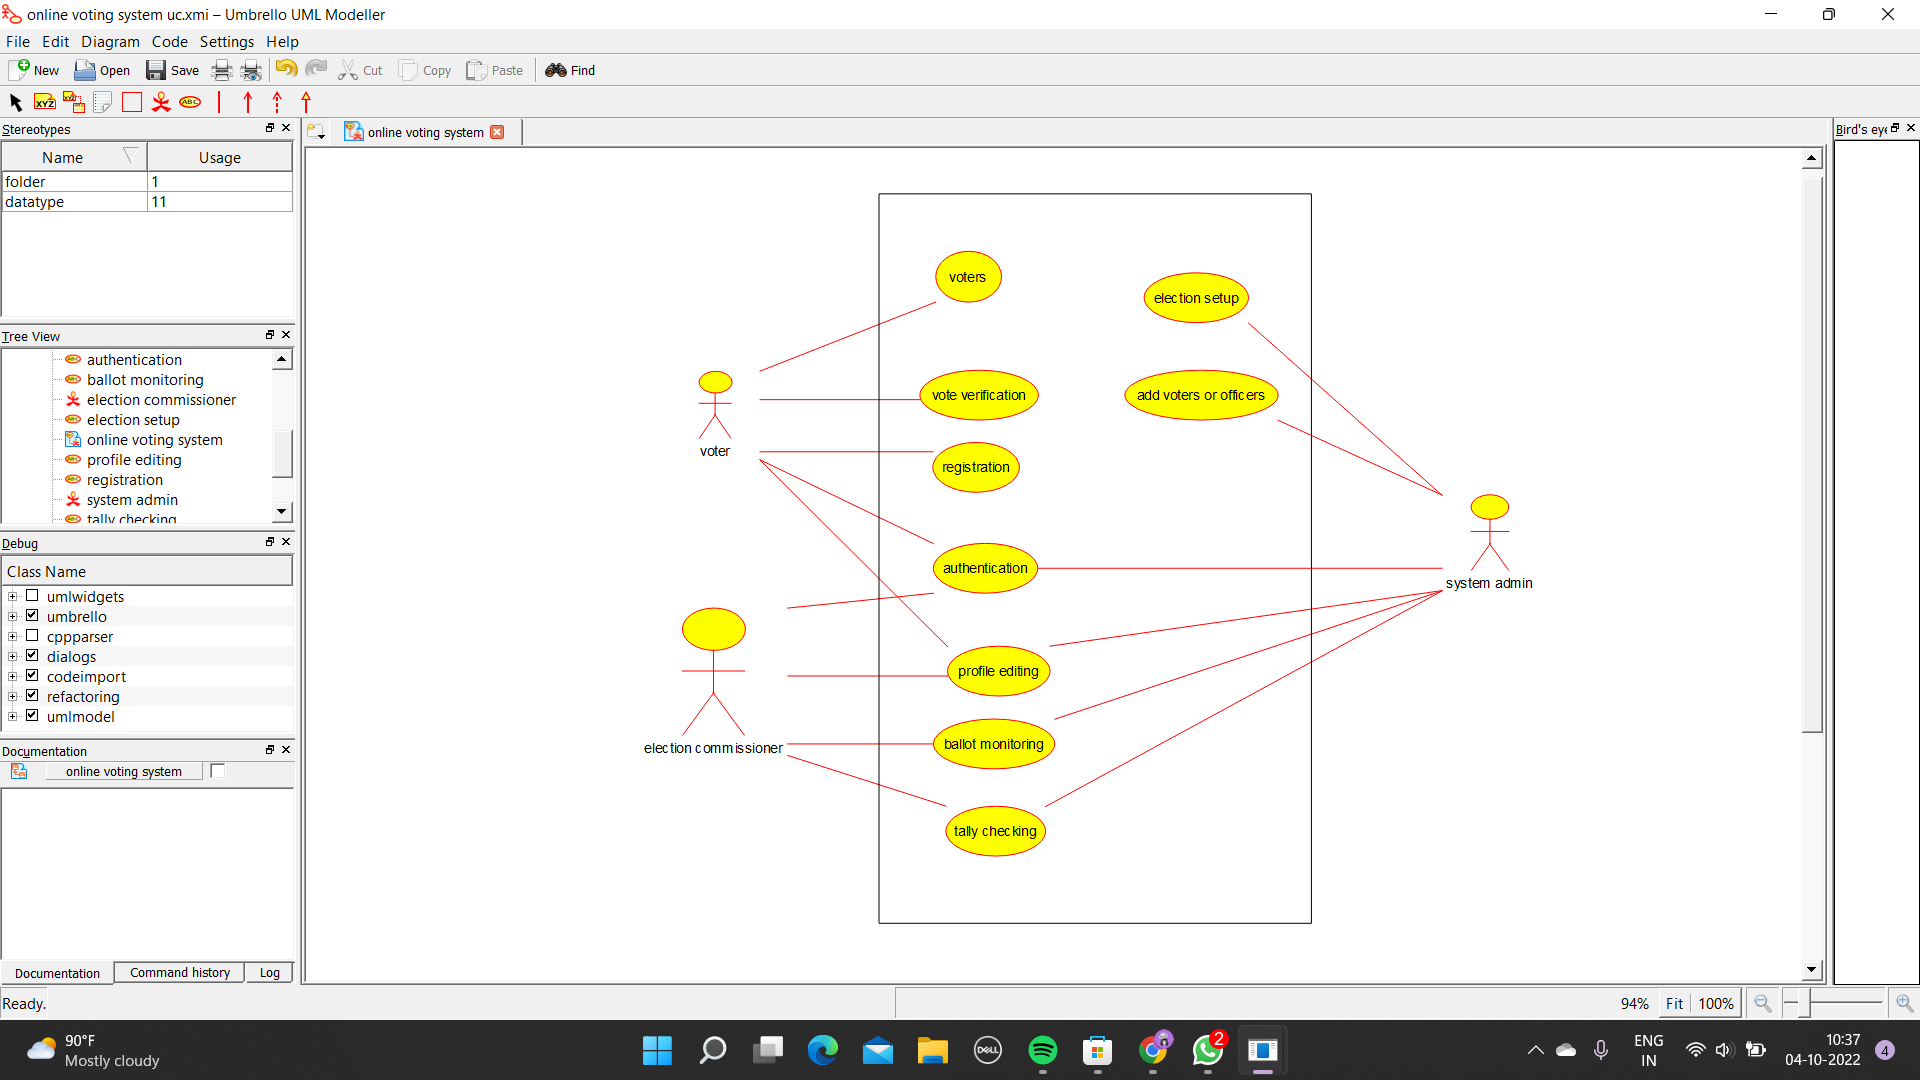 online voting system uc.xmi – Umbrello UML Modeller
File Edit Diagram Code Settings Help
New Open Save Cut Copy Paste Find
XYZ XYZ ABC
Stereotypes
Name Usage
folder 1
datatype 11
Tree View
authentication
ballot monitoring
election commissioner
election setup
online voting system
profile editing
registration
system admin
tally checking
Debug
Class Name
umlwidgets
umbrello
cppparser
dialogs
codeimport
refactoring
umlmodel
Documentation
online voting system
Documentation Command history Log
online voting system
voters
election setup
vote verification
add voters or officers
voter
registration
authentication
system admin
profile editing
election commissioner
ballot monitoring
tally checking
Bird's eye
Ready.
94% Fit 100%
90°F
Mostly cloudy
DELL
2
ENG
IN
10:37
04-10-2022
4